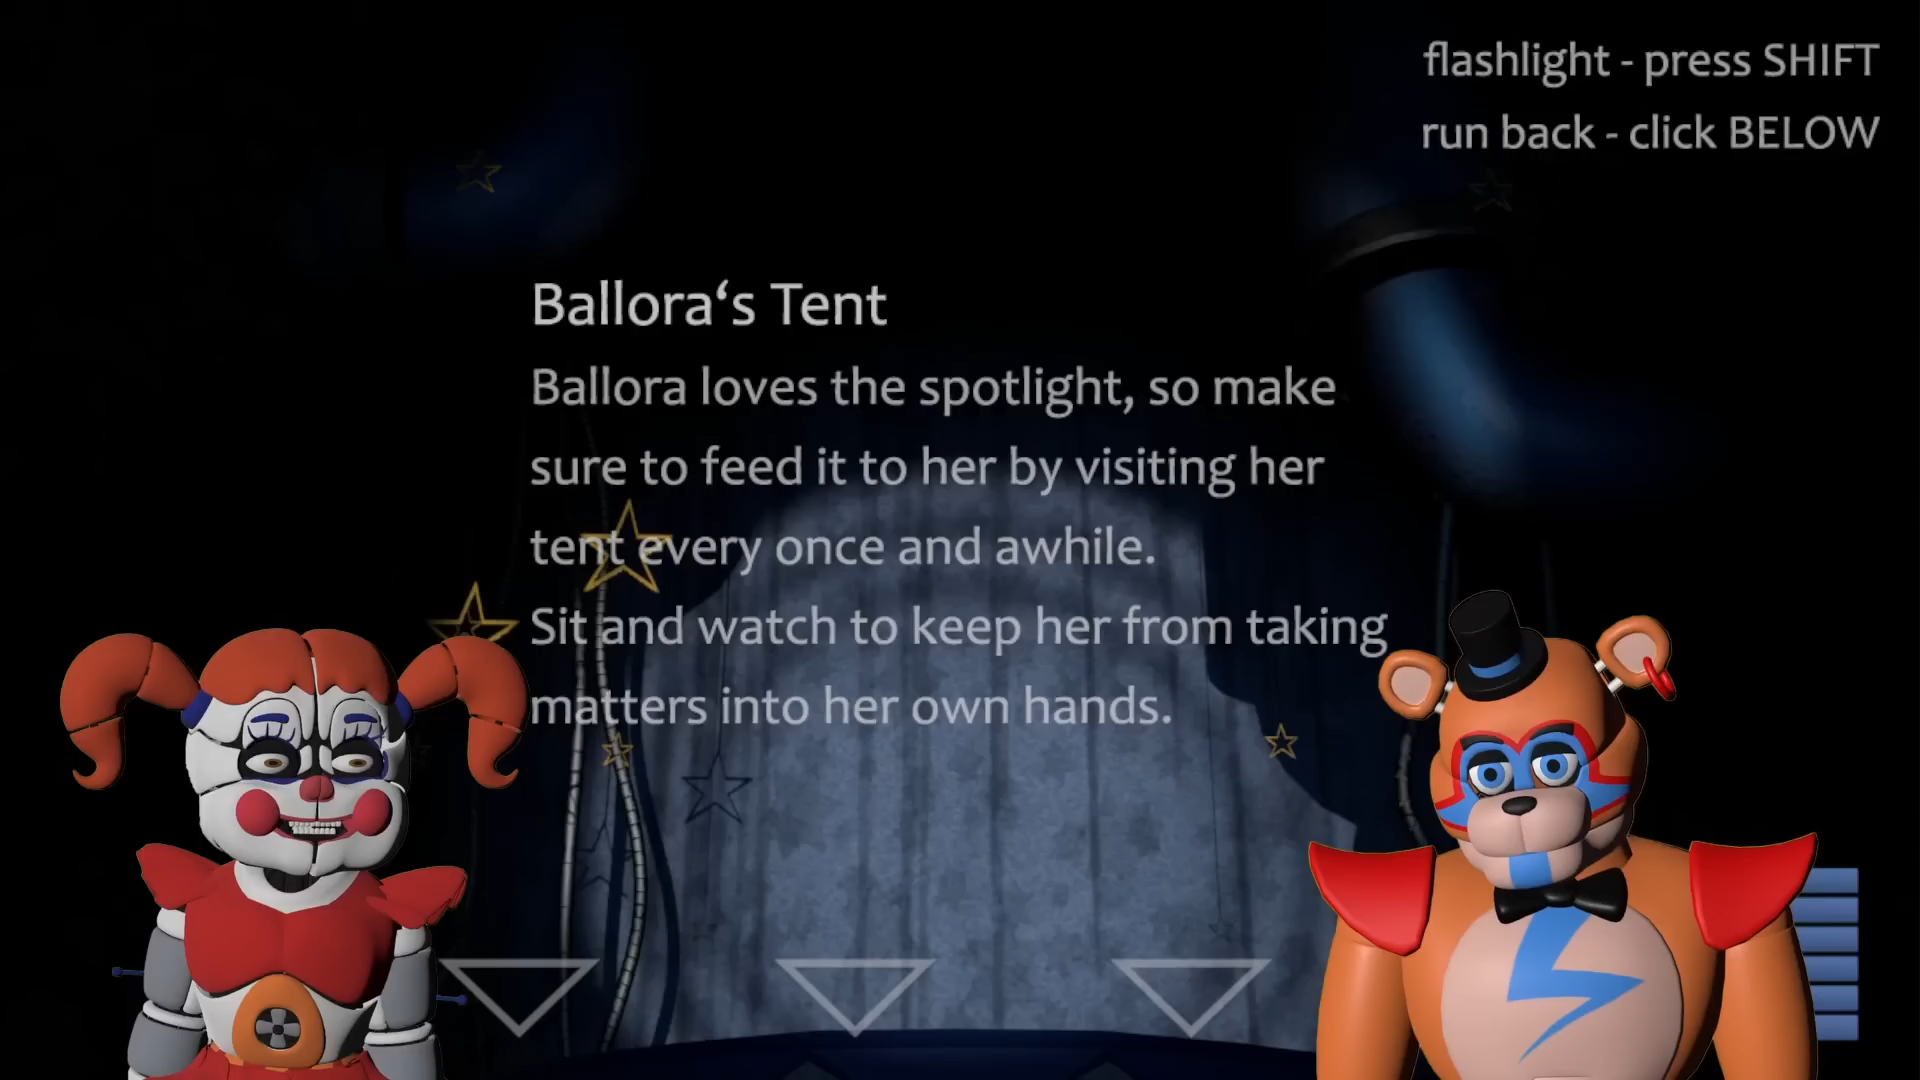 flashlight - press SHIFT
run back - click BELOW
Ballora‘s Tent
Ballora loves the spotlight, so make
sure to feed it to her by visiting her
tent every once and awhile.
Sit and watch to keep her from taking
matters into her own hands.